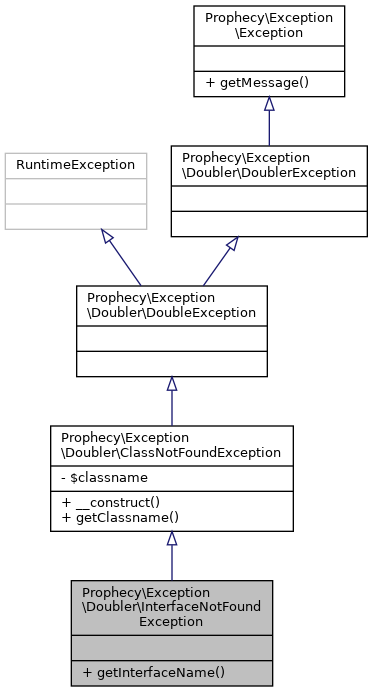 Prophecy\Exception
\Exception
+ getMessage()
RuntimeException
Prophecy\Exception
\Doubler\DoublerException
Prophecy\Exception
\Doubler\DoubleException
Prophecy\Exception
\Doubler\ClassNotFoundException
- $classname
+ __construct()
+ getClassname()
Prophecy\Exception
\Doubler\InterfaceNotFound
Exception
+ getInterfaceName()